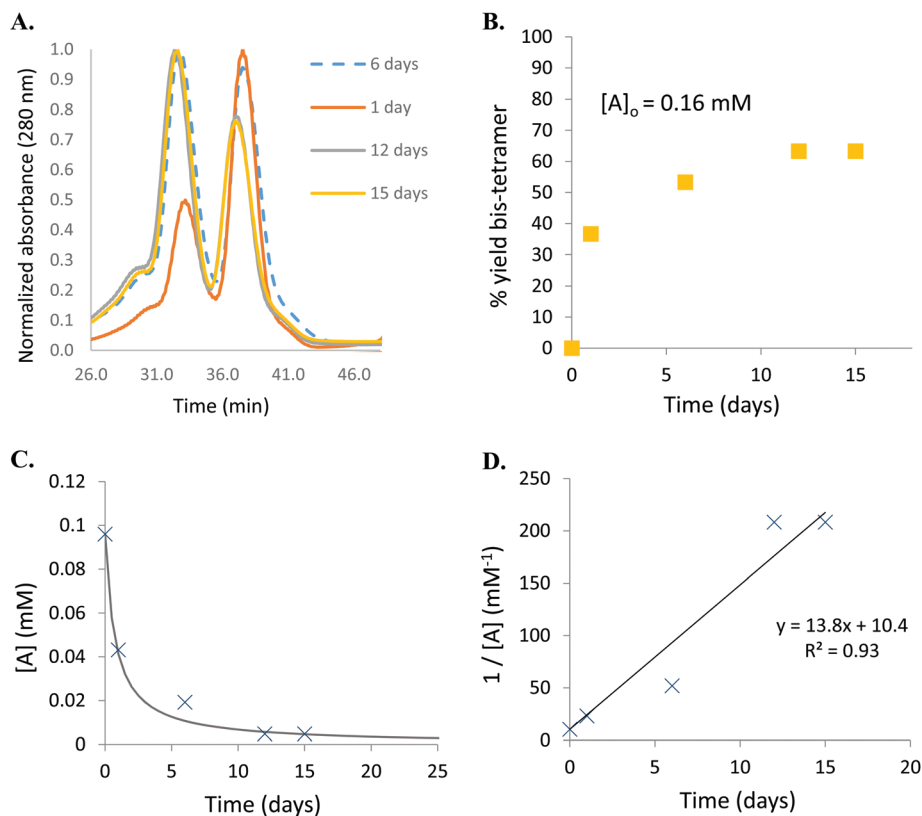 A.
Normalized absorbance (280 nm)
1.0
0.9
0.8
0.7
0.6
0.5
0.4
0.3
0.2
0.1
0.0
26.0 31.0 36.0 41.0 46.0
Time (min)
6 days
1 day
12 days
15 days
B.
% yield bis-tetramer
100
90
80
70
60
50
40
30
20
10
0
[A]o = 0.16 mM
0 5 10 15
Time (days)
C.
[A] (mM)
0.12
0.1
0.08
0.06
0.04
0.02
0
0 5 10 15 20 25
Time (days)
D.
1 / [A] (mM-1)
250
200
150
100
50
0
y = 13.8x + 10.4
R² = 0.93
0 5 10 15 20
Time (days)